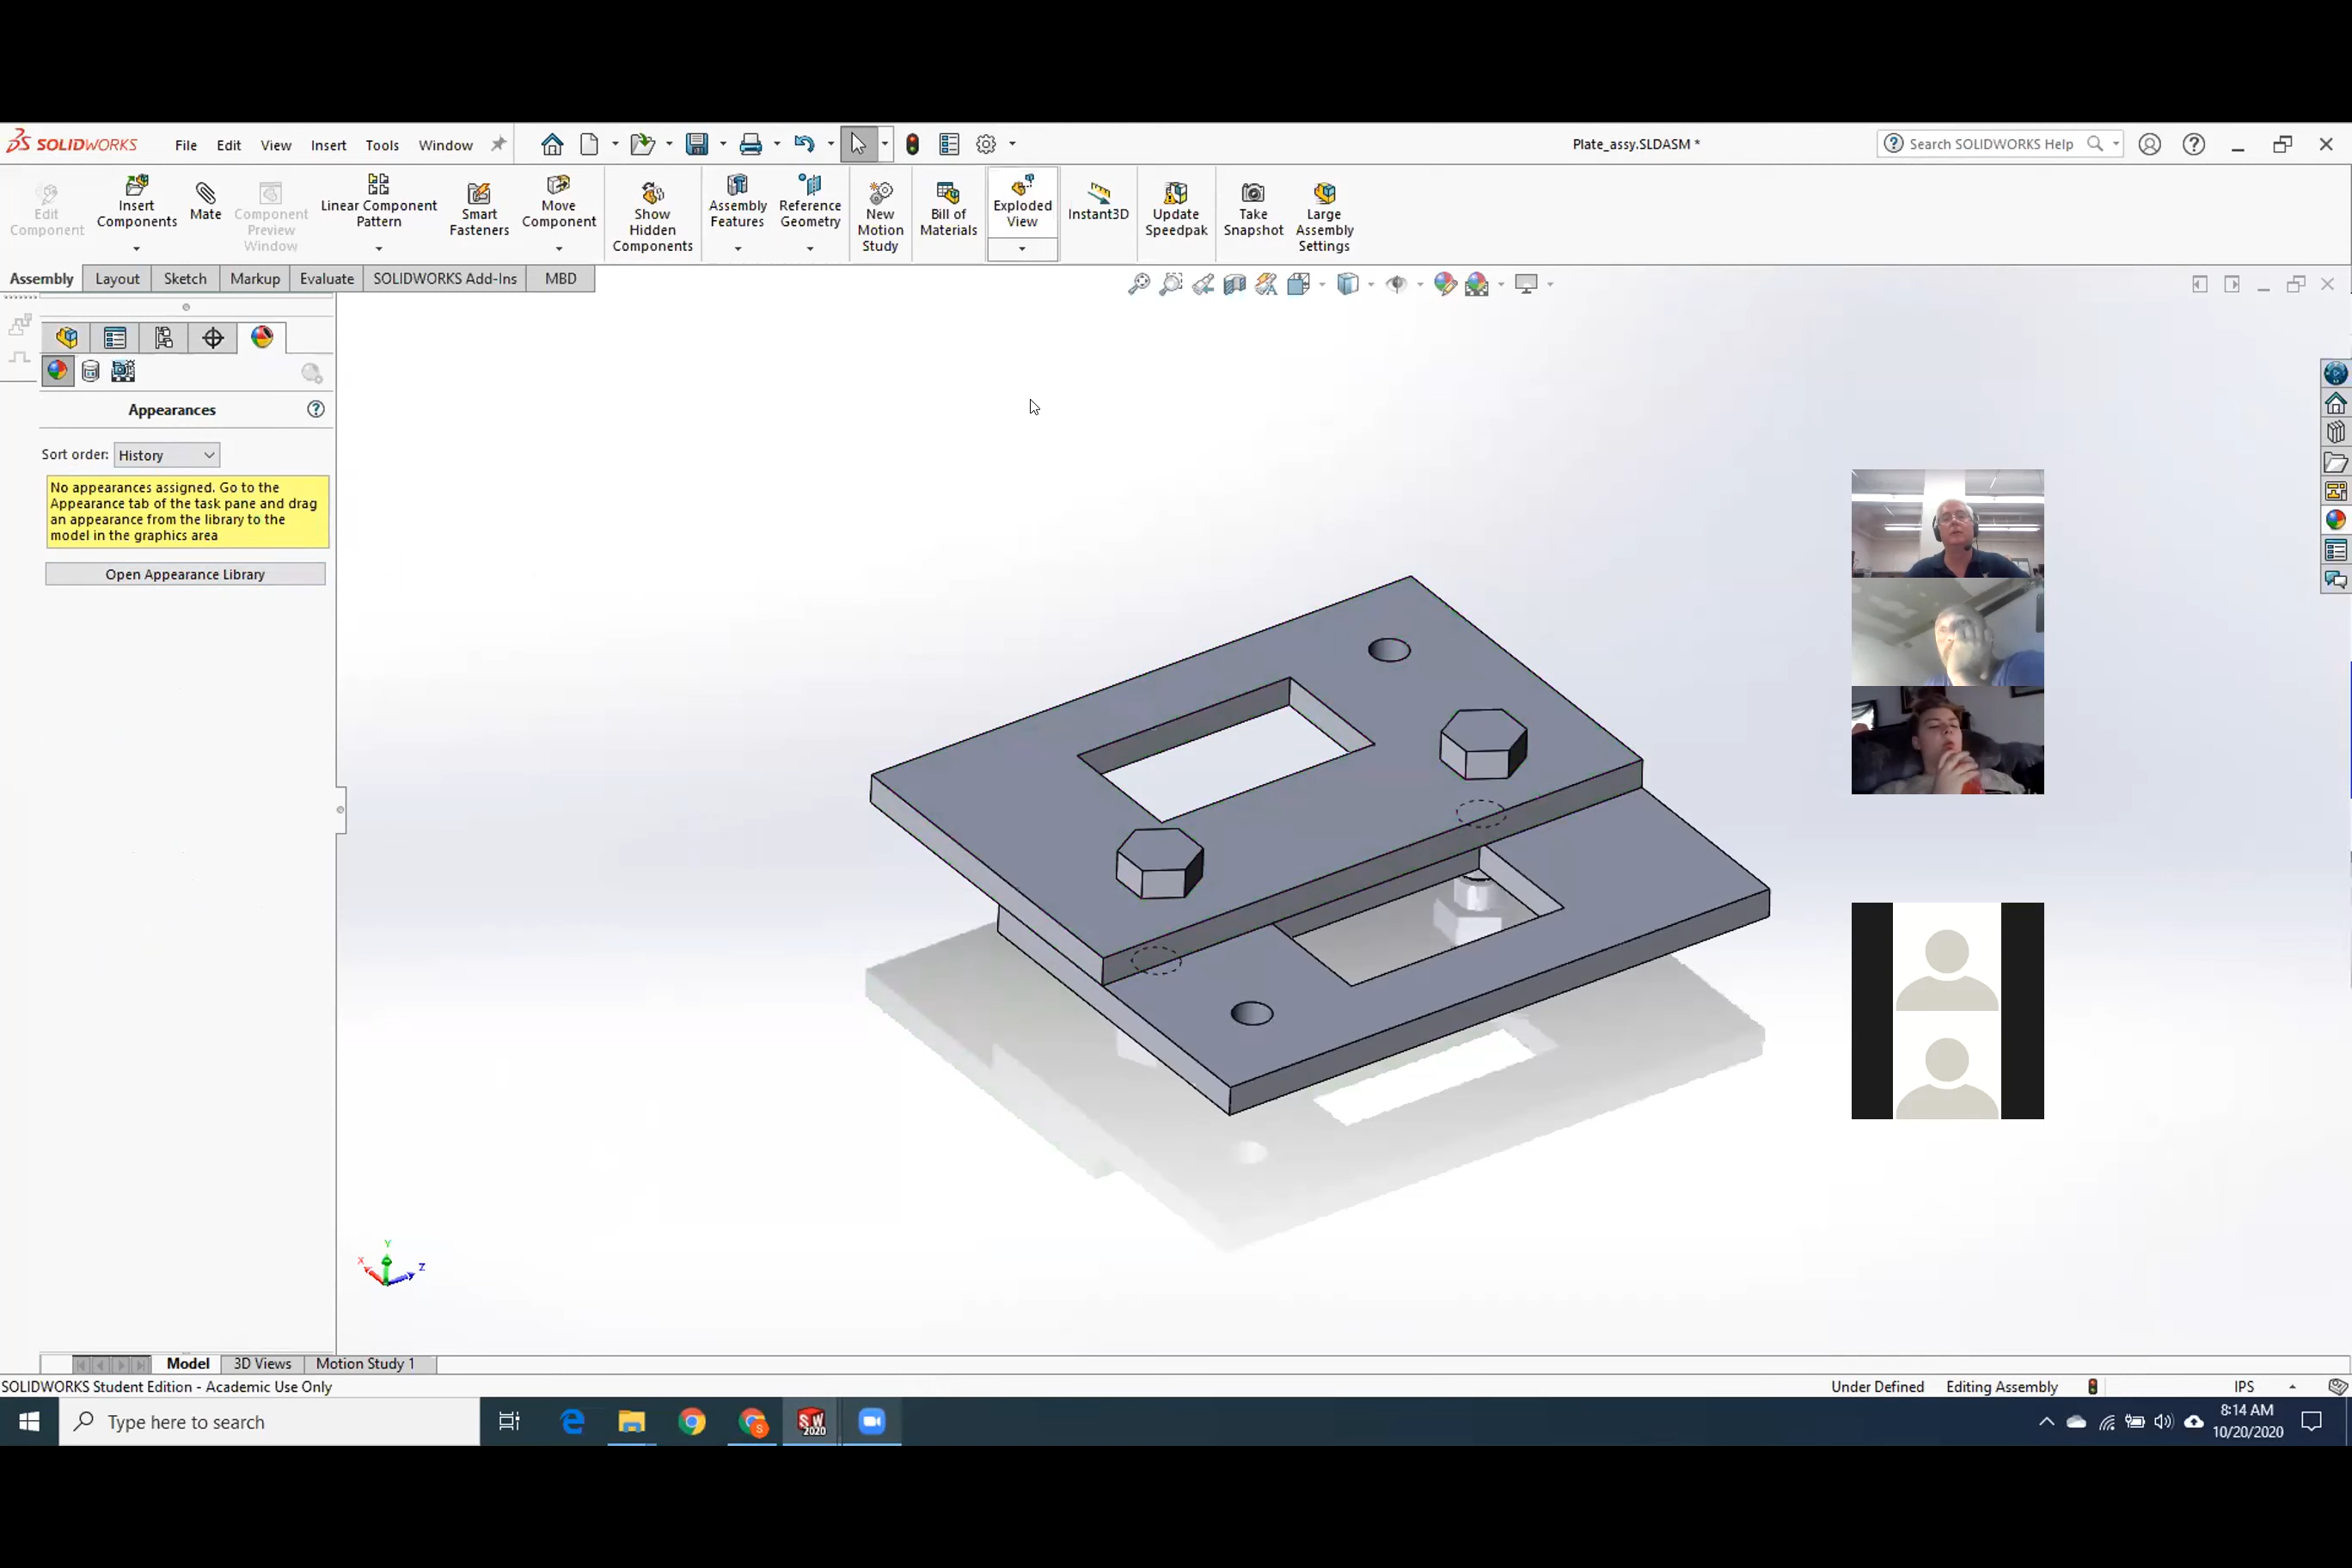 SOLIDWORKS File Edit View Insert Tools Window Plate_assy.SLDASM * Search SOLIDWORKS Help
Edit Component
Insert Components
Mate
Component Preview Window
Linear Component Pattern
Smart Fasteners
Move Component
Show Hidden Components
Assembly Features
Reference Geometry
New Motion Study
Bill of Materials
Exploded View
Instant3D
Update Speedpak
Take Snapshot
Large Assembly Settings
Assembly Layout Sketch Markup Evaluate SOLIDWORKS Add-Ins MBD
Appearances
Sort order: History
No appearances assigned. Go to the
Appearance tab of the task pane and drag
an appearance from the library to the
model in the graphics area
Open Appearance Library
Y
X
Z
Model 3D Views Motion Study 1
SOLIDWORKS Student Edition - Academic Use Only Under Defined Editing Assembly IPS
Type here to search
S
SW
2020
8:14 AM
10/20/2020